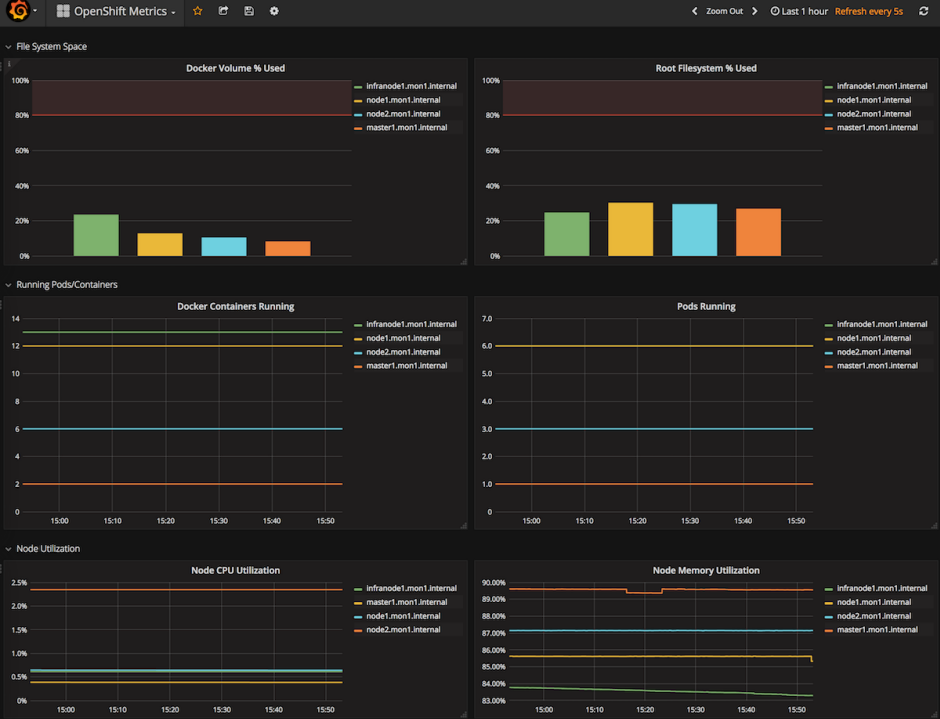 OpenShift Metrics
Zoom Out
Last 1 hour
Refresh every 5s
File System Space
Docker Volume % Used
100%
80%
60%
40%
20%
0%
infranode1.mon1.internal
node1.mon1.internal
node2.mon1.internal
master1.mon1.internal
Root Filesystem % Used
100%
80%
60%
40%
20%
0%
infranode1.mon1.internal
node1.mon1.internal
node2.mon1.internal
master1.mon1.internal
Running Pods/Containers
Docker Containers Running
14
12
10
8
6
4
2
0
15:00 15:10 15:20 15:30 15:40 15:50
infranode1.mon1.internal
node1.mon1.internal
node2.mon1.internal
master1.mon1.internal
Pods Running
7.0
6.0
5.0
4.0
3.0
2.0
1.0
0
15:00 15:10 15:20 15:30 15:40 15:50
infranode1.mon1.internal
node1.mon1.internal
node2.mon1.internal
master1.mon1.internal
Node Utilization
Node CPU Utilization
2.5%
2.0%
1.5%
1.0%
0.5%
0%
15:00 15:10 15:20 15:30 15:40 15:50
infranode1.mon1.internal
master1.mon1.internal
node1.mon1.internal
node2.mon1.internal
Node Memory Utilization
90.00%
89.00%
88.00%
87.00%
86.00%
85.00%
84.00%
83.00%
15:00 15:10 15:20 15:30 15:40 15:50
infranode1.mon1.internal
node1.mon1.internal
node2.mon1.internal
master1.mon1.internal